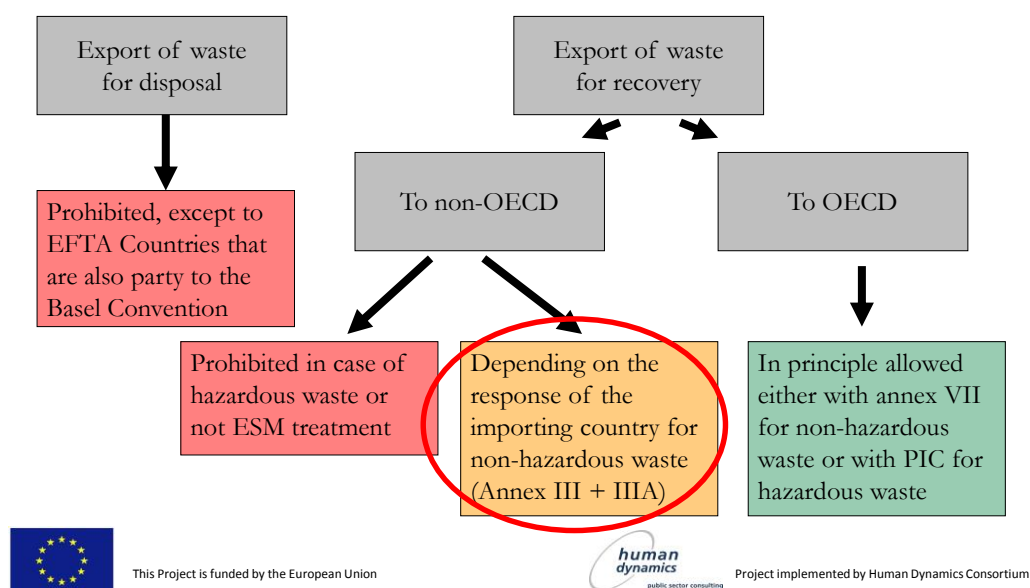 Export of waste
for disposal
Export of waste
for recovery
Prohibited, except to
EFTA Countries that
are also party to the
Basel Convention
To non-OECD
To OECD
Prohibited in case of
hazardous waste or
not ESM treatment
Depending on the
response of the
importing country for
non-hazardous waste
(Annex III + IIIA)
In principle allowed
either with annex VII
for non-hazardous
waste or with PIC for
hazardous waste
This Project is funded by the European Union
human
dynamics
public sector consulting
Project implemented by Human Dynamics Consortium